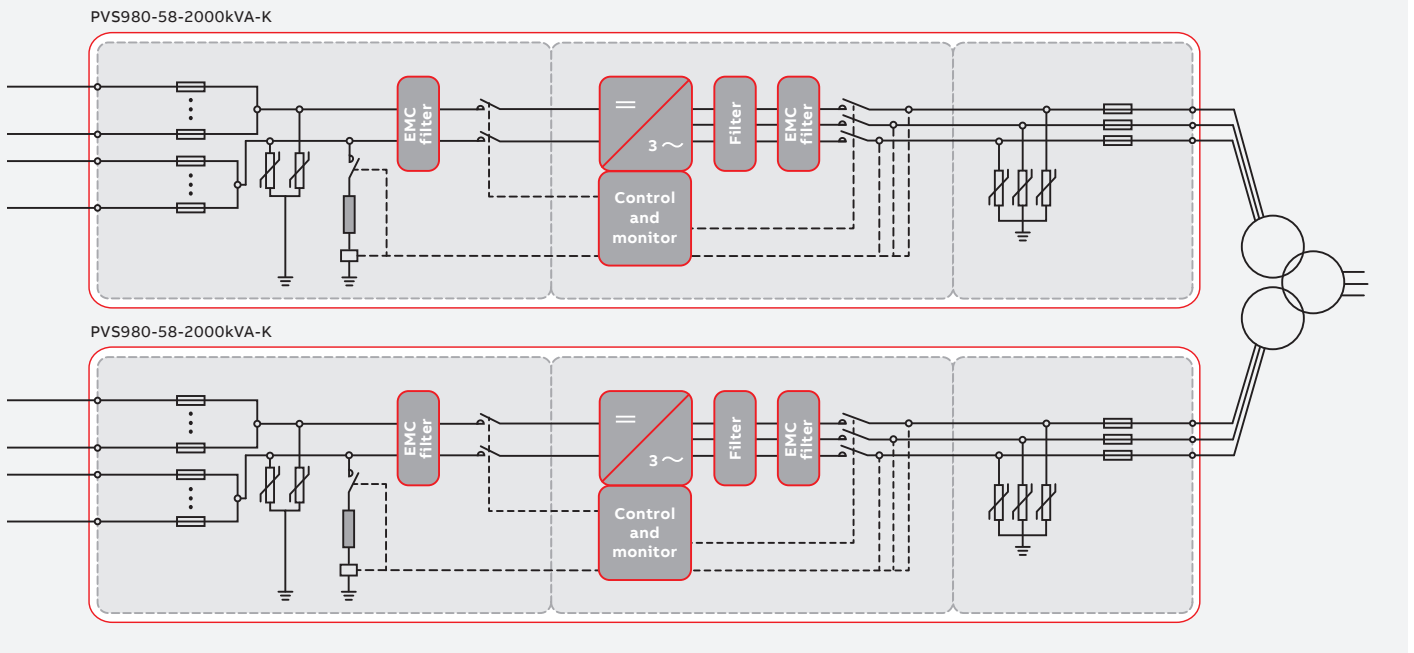 PVS980-58-2000kVA-K
EMC
filter
3
Filter
EMC
filter
Control
and
monitor
PVS980-58-2000kVA-K
EMC
filter
3
Filter
EMC
filter
Control
and
monitor